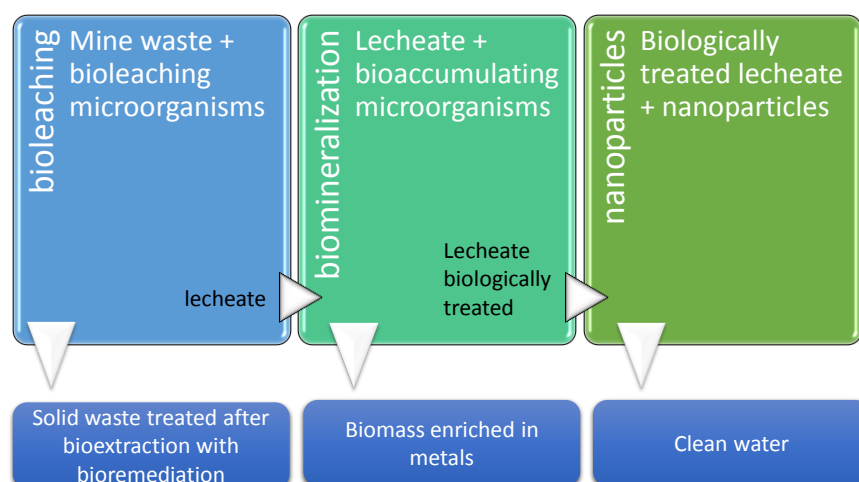 bioleaching
Mine waste +
bioleaching
microorganisms
lecheate
Solid waste treated after
bioextraction with
bioremediation
biomineralization
Lecheate +
bioaccumulating
microorganisms
Lecheate
biologically
treated
Biomass enriched in
metals
nanoparticles
Biologically
treated lecheate
+ nanoparticles
Clean water